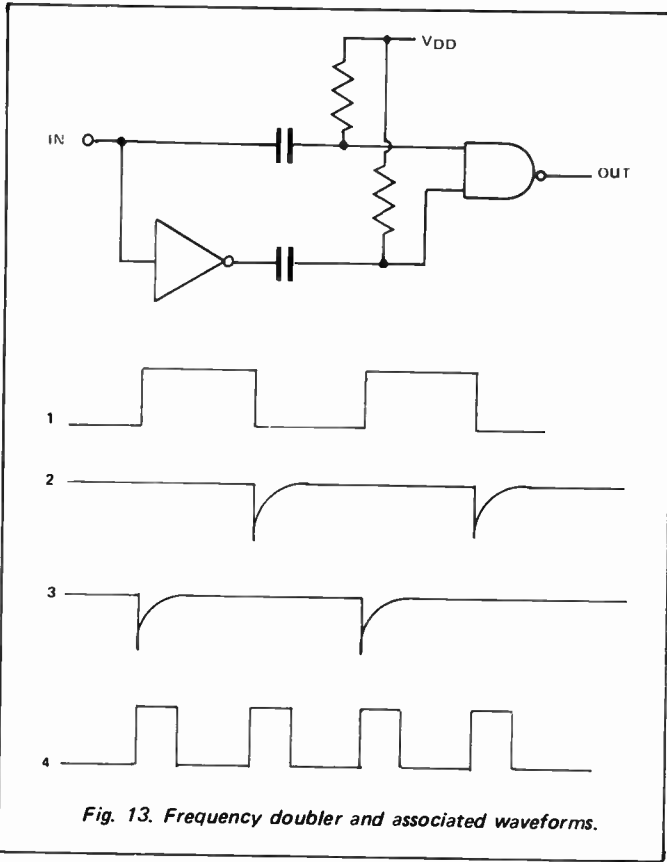 VDD
IN
OUT
1
2
3
4
Fig. 13. Frequency doubler and associated waveforms.